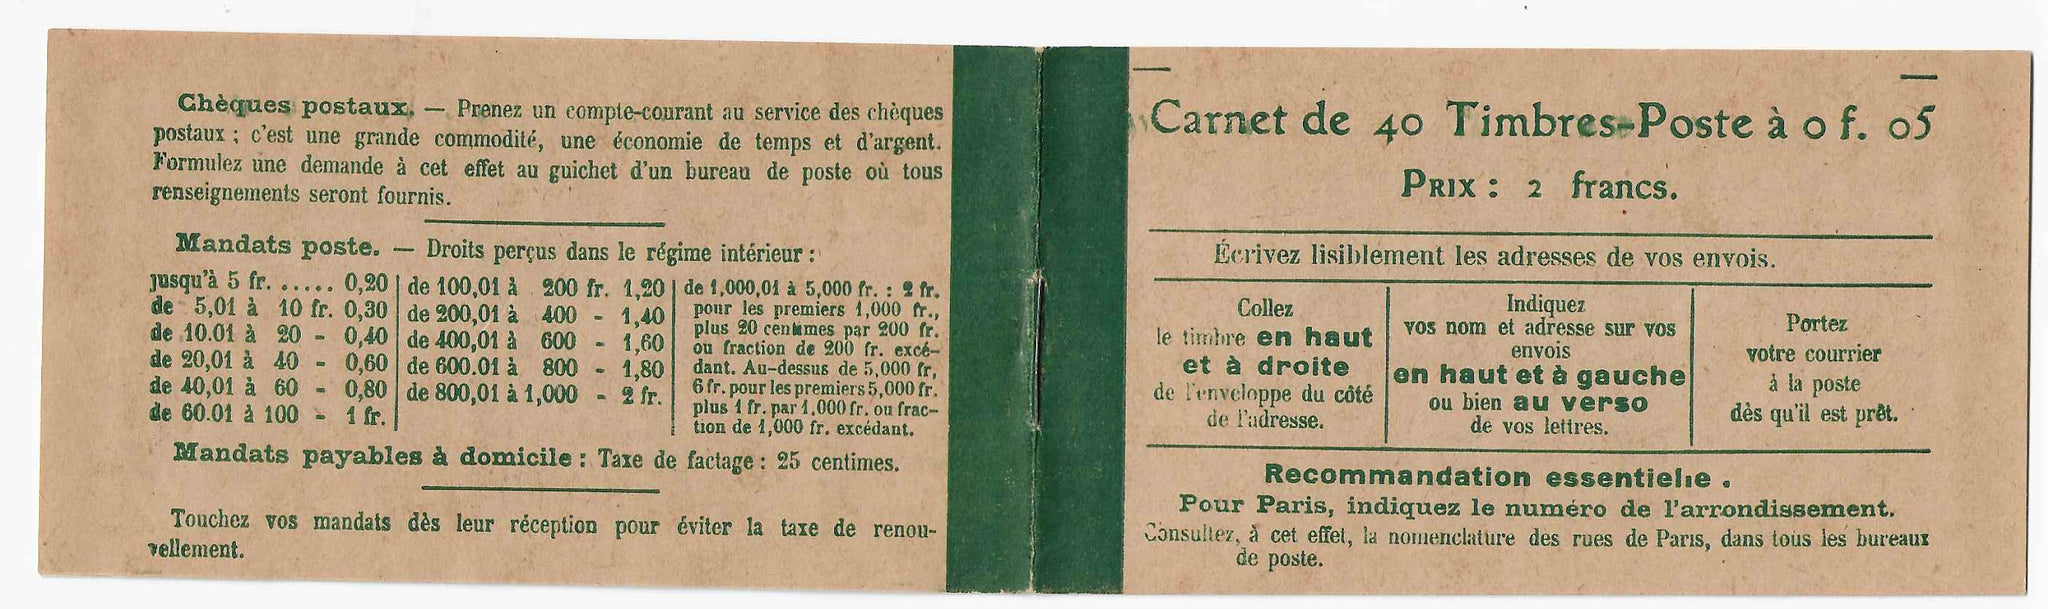 Chèques postaux. — Prenez un compte-courant au service des chèques
postaux ; c'est une grande commodité, une économie de temps et d'argent.
Formulez une demande à cet effet au guichet d'un bureau de poste où tous
renseignements seront fournis.
Mandats poste. — Droits perçus dans le régime intérieur :
jusqu'à 5 fr. ...... 0,20
de 5,01 à 10 fr. 0,30
de 10.01 à 20 - 0,40
de 20,01 à 40 - 0,60
de 40,01 à 60 - 0,80
de 60.01 à 100 - 1 fr.
de 100,01 à 200 fr. 1,20
de 200,01 à 400 - 1,40
de 400,01 à 600 - 1,60
de 600.01 à 800 - 1,80
de 800,01 à 1,000 - 2 fr.
de 1,000,01 à 5,000 fr. : 2 fr.
pour les premiers 1,000 fr.,
plus 20 centimes par 200 fr.
ou fraction de 200 fr. excé-
dant. Au-dessus de 5,000 fr,
6 fr. pour les premiers 5,000 fr.
plus 1 fr. par 1,000 fr. ou frac-
tion de 1,000 fr. excédant.
Mandats payables à domicile : Taxe de factage : 25 centimes.
Touchez vos mandats dès leur réception pour éviter la taxe de renou-
vellement.
Carnet de 40 Timbres-Poste à 0 f. 05
PRIX : 2 francs.
Écrivez lisiblement les adresses de vos envois.
Collez
le timbre en haut
et à droite
de l'enveloppe du côté
de l'adresse.
Indiquez
vos nom et adresse sur vos
envois
en haut et à gauche
ou bien au verso
de vos lettres.
Portez
votre courrier
à la poste
dès qu'il est prêt.
Recommandation essentielle.
Pour Paris, indiquez le numéro de l'arrondissement.
Consultez, à cet effet, la nomenclature des rues de Paris, dans tous les bureaux
de poste.